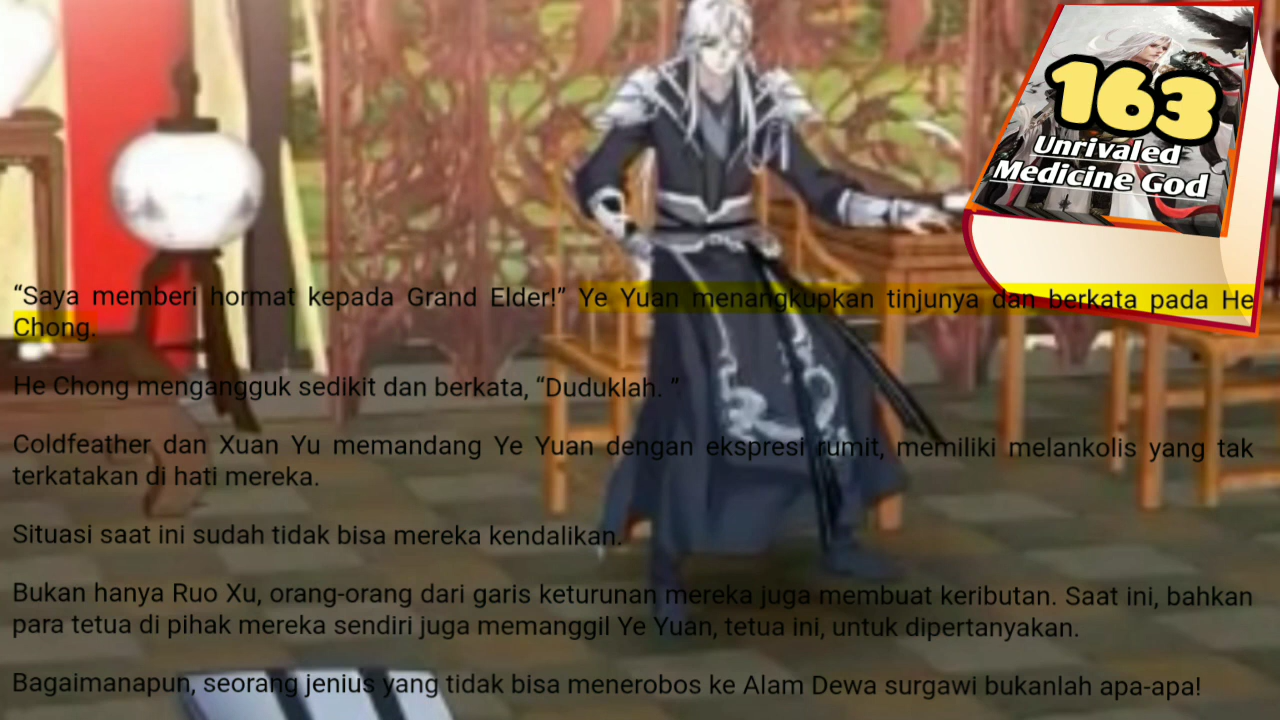 163
Unrivaled
Medicine God
“Saya memberi hormat kepada Grand Elder!” Ye Yuan menangkupkan tinjunya dan berkata pada He
Chong.
He Chong mengangguk sedikit dan berkata, “Duduklah. ”
Coldfeather dan Xuan Yu memandang Ye Yuan dengan ekspresi rumit, memiliki melankolis yang tak
terkatakan di hati mereka.
Situasi saat ini sudah tidak bisa mereka kendalikan.
Bukan hanya Ruo Xu, orang-orang dari garis keturunan mereka juga membuat keributan. Saat ini, bahkan
para tetua di pihak mereka sendiri juga memanggil Ye Yuan, tetua ini, untuk dipertanyakan.
Bagaimanapun, seorang jenius yang tidak bisa menerobos ke Alam Dewa surgawi bukanlah apa-apa!